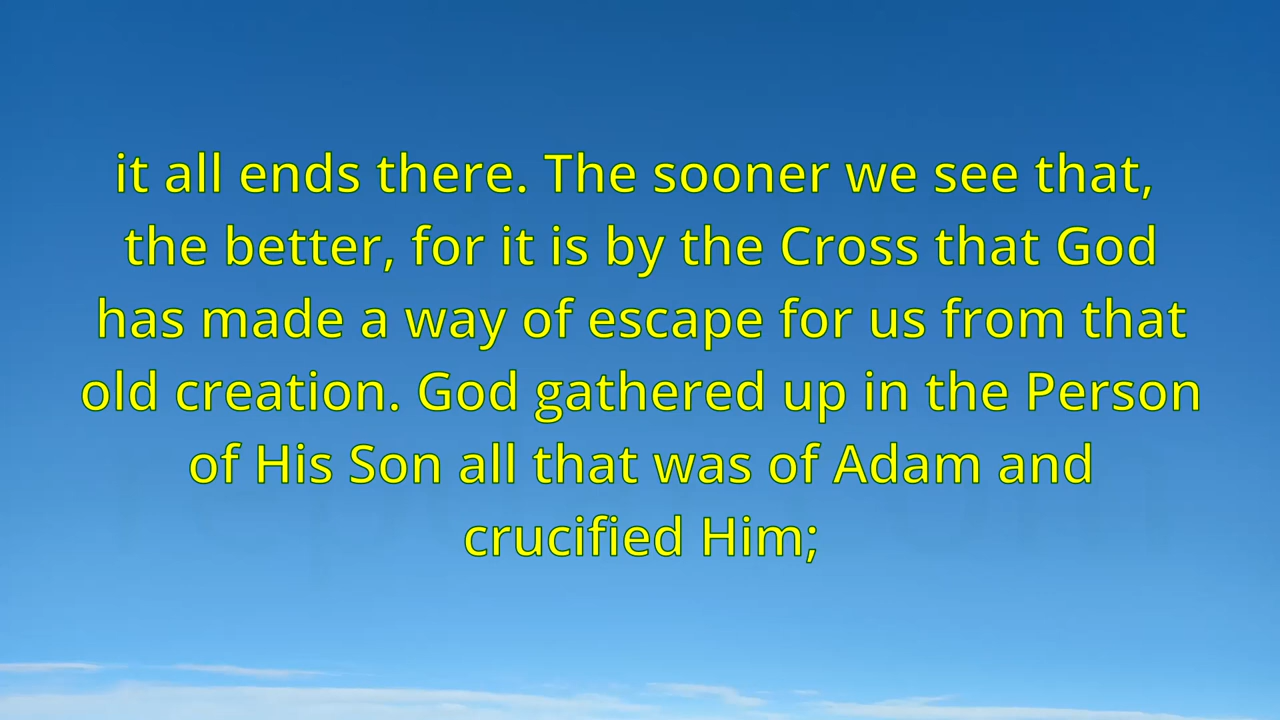 it all ends there. The sooner we see that,
the better, for it is by the Cross that God
has made a way of escape for us from that
old creation. God gathered up in the Person
of His Son all that was of Adam and
crucified Him;